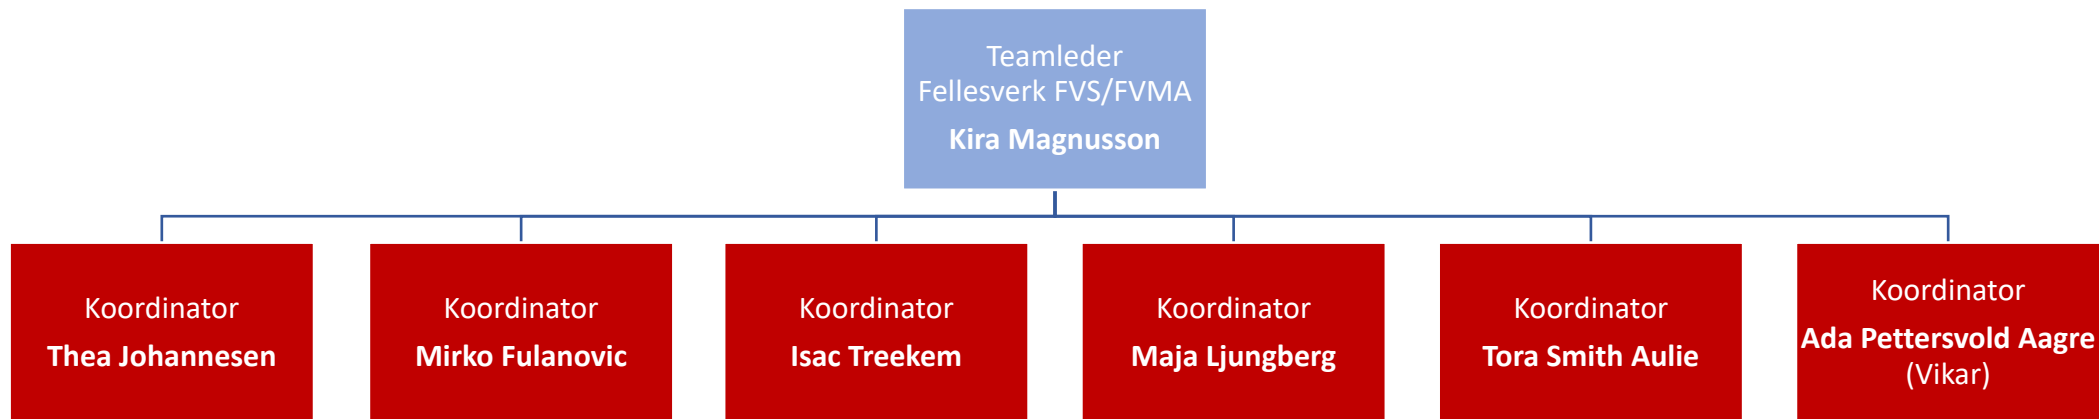 Teamleder
Fellesverk FVS/FVMA
Kira Magnusson
Koordinator
Thea Johannesen
Koordinator
Mirko Fulanovic
Koordinator
Isac Treekem
Koordinator
Maja Ljungberg
Koordinator
Tora Smith Aulie
Koordinator
Ada Pettersvold Aagre
(Vikar)